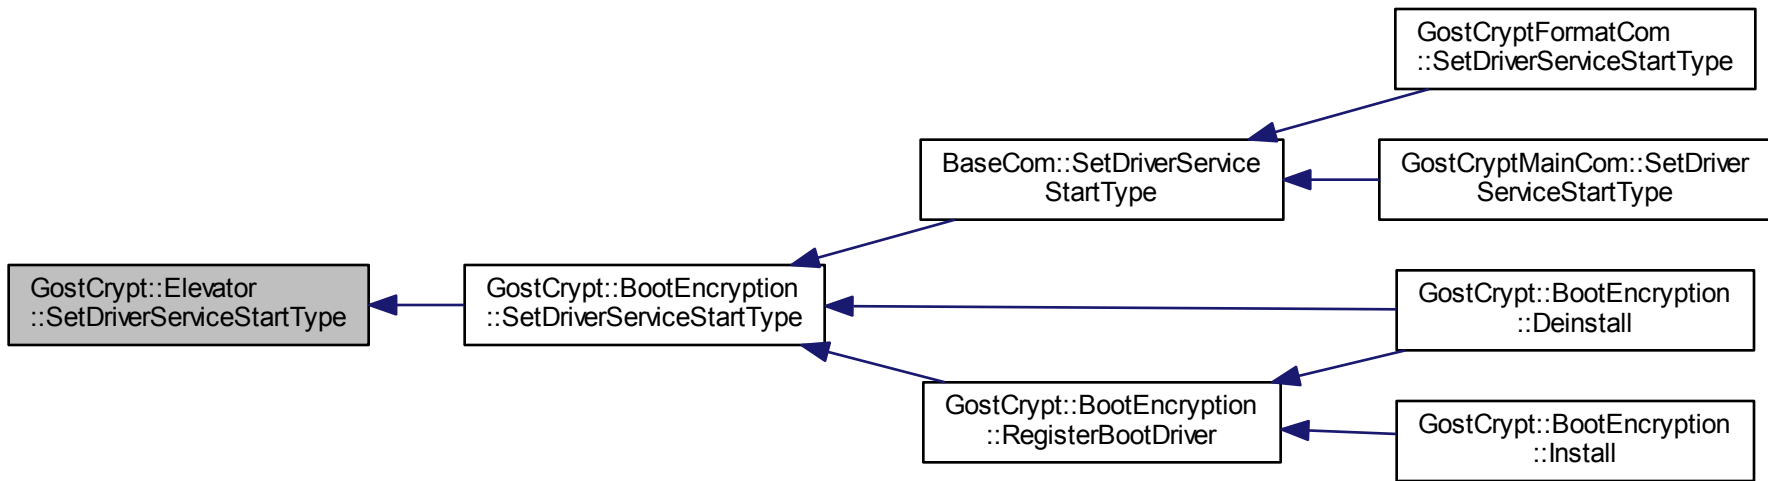 GostCryptFormatCom
::SetDriverServiceStartType
BaseCom::SetDriverService
StartType
GostCryptMainCom::SetDriver
ServiceStartType
GostCrypt::Elevator
::SetDriverServiceStartType
GostCrypt::BootEncryption
::SetDriverServiceStartType
GostCrypt::BootEncryption
::Deinstall
GostCrypt::BootEncryption
::RegisterBootDriver
GostCrypt::BootEncryption
::Install